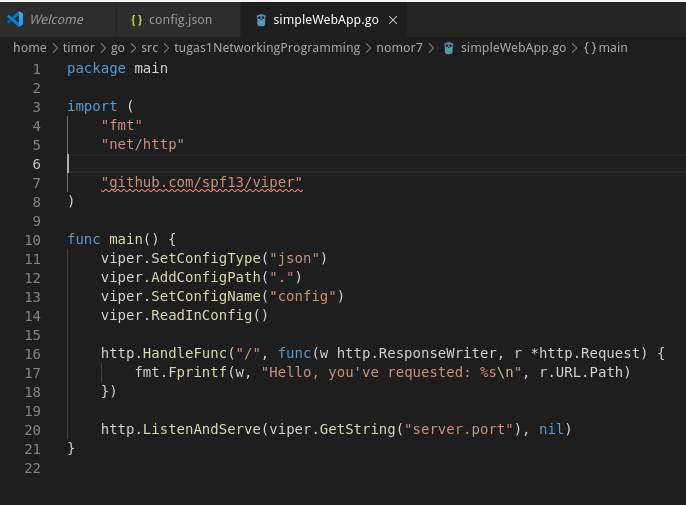 Welcome {} config.json simpleWebApp.go ×
home > timor > go > src > tugas1NetworkingProgramming > nomor7 > simpleWebApp.go > {} main
1 package main
2
3 import (
4     "fmt"
5     "net/http"
6
7     "github.com/spf13/viper"
8 )
9
10 func main() {
11     viper.SetConfigType("json")
12     viper.AddConfigPath(".")
13     viper.SetConfigName("config")
14     viper.ReadInConfig()
15
16     http.HandleFunc("/", func(w http.ResponseWriter, r *http.Request) {
17         fmt.Fprintf(w, "Hello, you've requested: %s\n", r.URL.Path)
18     })
19
20     http.ListenAndServe(viper.GetString("server.port"), nil)
21 }
22